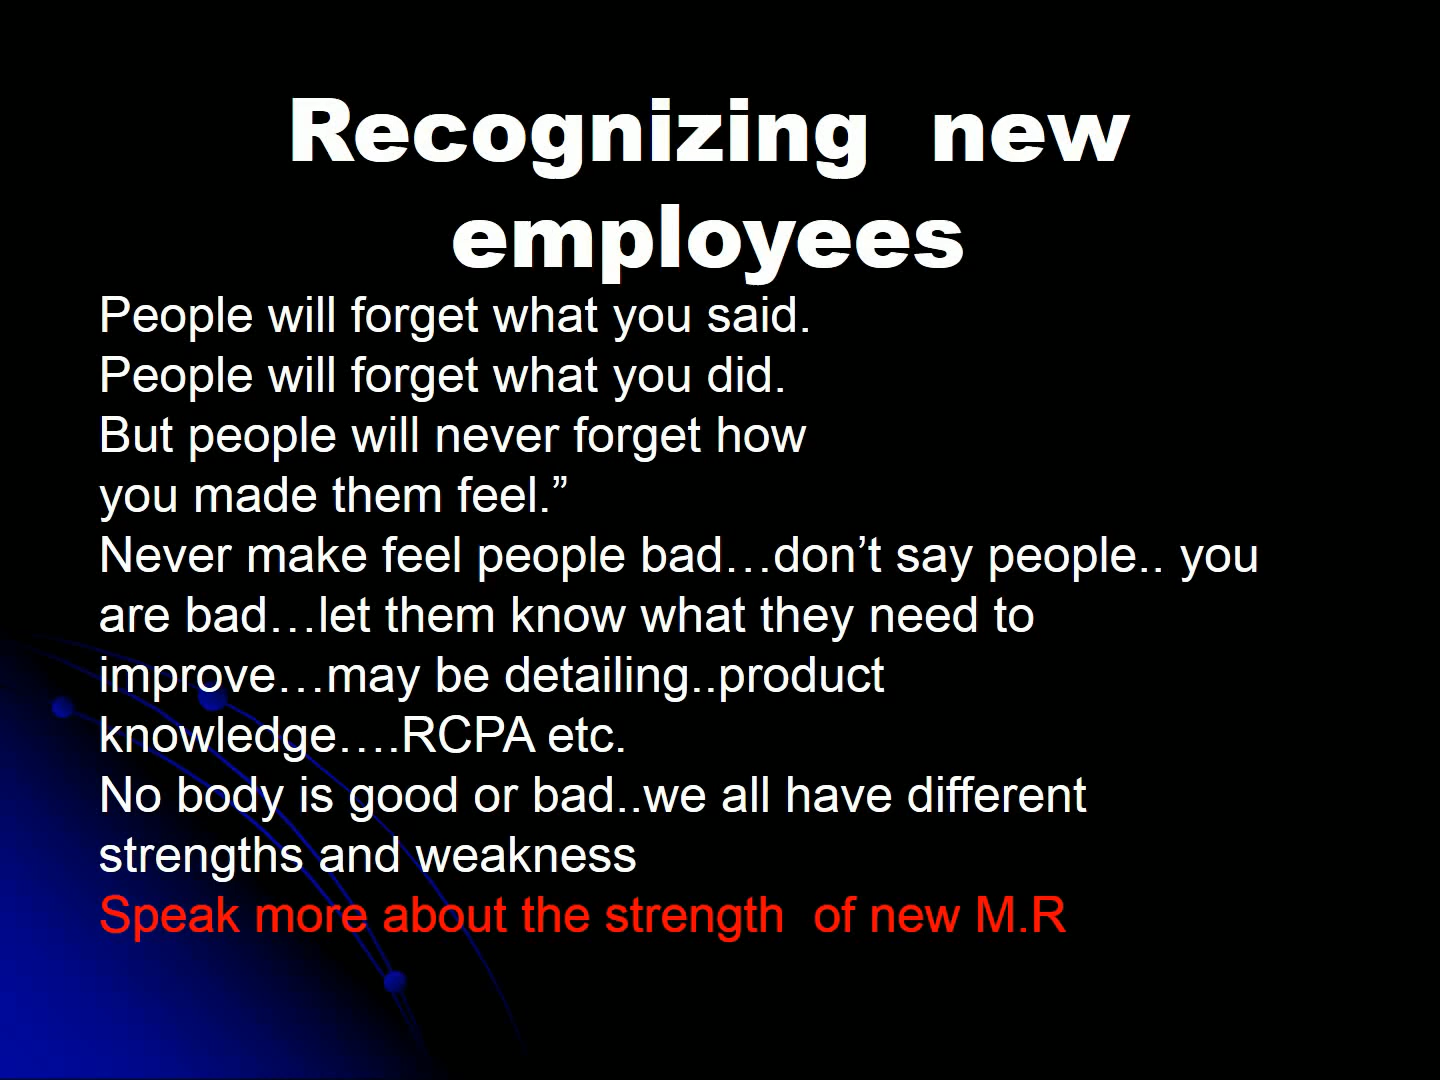 Recognizing  new
employees
People will forget what you said.
People will forget what you did.
But people will never forget how
you made them feel.”
Never make feel people bad…don’t say people.. you
are bad…let them know what they need to
improve…may be detailing..product
knowledge….RCPA etc.
No body is good or bad..we all have different
strengths and weakness
Speak more about the strength  of new M.R